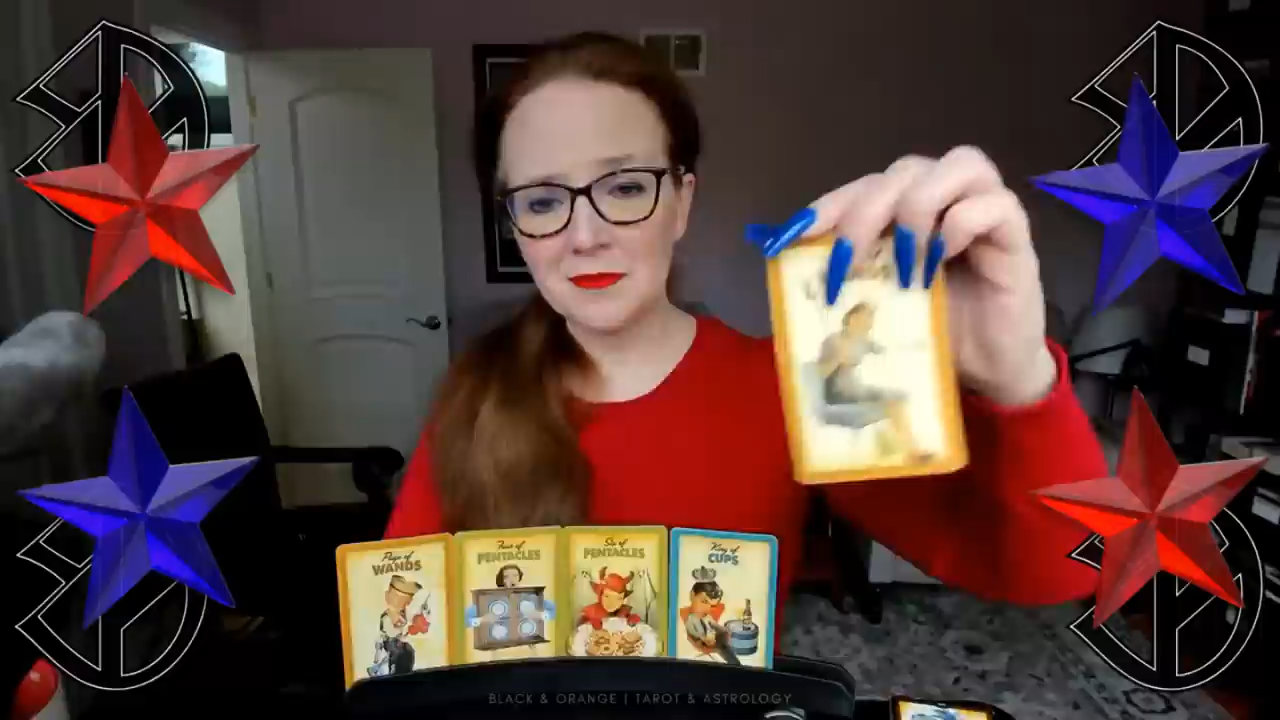 Page of
WANDS
Four of
PENTACLES
Six of
PENTACLES
King of
CUPS
BLACK & ORANGE | TAROT & ASTROLOGY